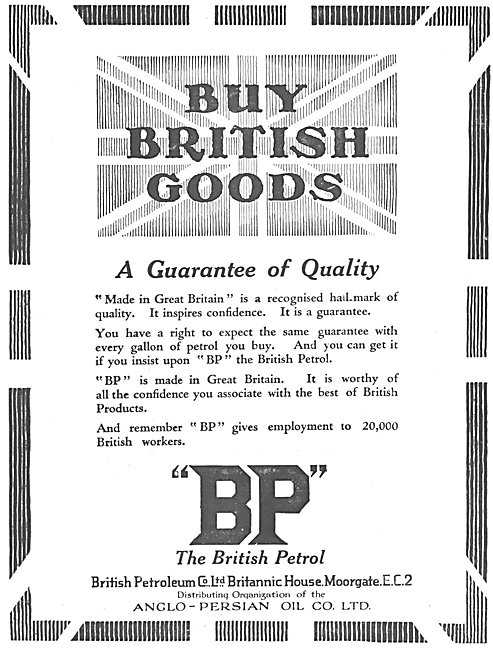 BUY
BRITISH
GOODS
A Guarantee of Quality
"Made in Great Britain" is a recognised hall-mark of
quality. It inspires confidence. It is a guarantee.
You have a right to expect the same guarantee with
every gallon of petrol you buy. And you can get it
if you insist upon "BP" the British Petrol.
"BP" is made in Great Britain. It is worthy of
all the confidence you associate with the best of British
Products.
And remember "BP" gives employment to 20,000
British workers.
"BP"
The British Petrol
British Petroleum Co. Ltd Britannic House. Moorgate. E.C.2
Distributing Organization of the
ANGLO-PERSIAN OIL CO. LTD.